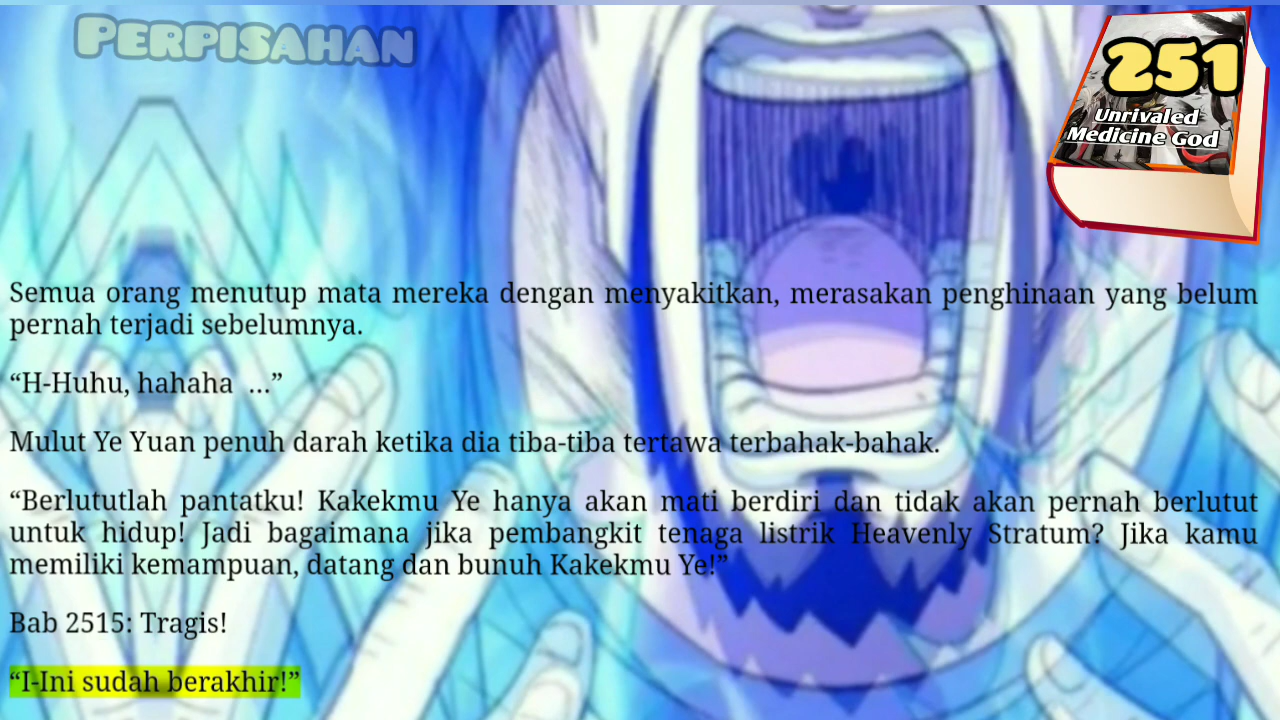 PERPISAHAN
251
Unrivaled
Medicine God
Semua orang menutup mata mereka dengan menyakitkan, merasakan penghinaan yang belum
pernah terjadi sebelumnya.
“H-Huhu, hahaha …”
Mulut Ye Yuan penuh darah ketika dia tiba-tiba tertawa terbahak-bahak.
“Berlututlah pantatku! Kakekmu Ye hanya akan mati berdiri dan tidak akan pernah berlutut
untuk hidup! Jadi bagaimana jika pembangkit tenaga listrik Heavenly Stratum? Jika kamu
memiliki kemampuan, datang dan bunuh Kakekmu Ye!”
Bab 2515: Tragis!
“I-Ini sudah berakhir!”